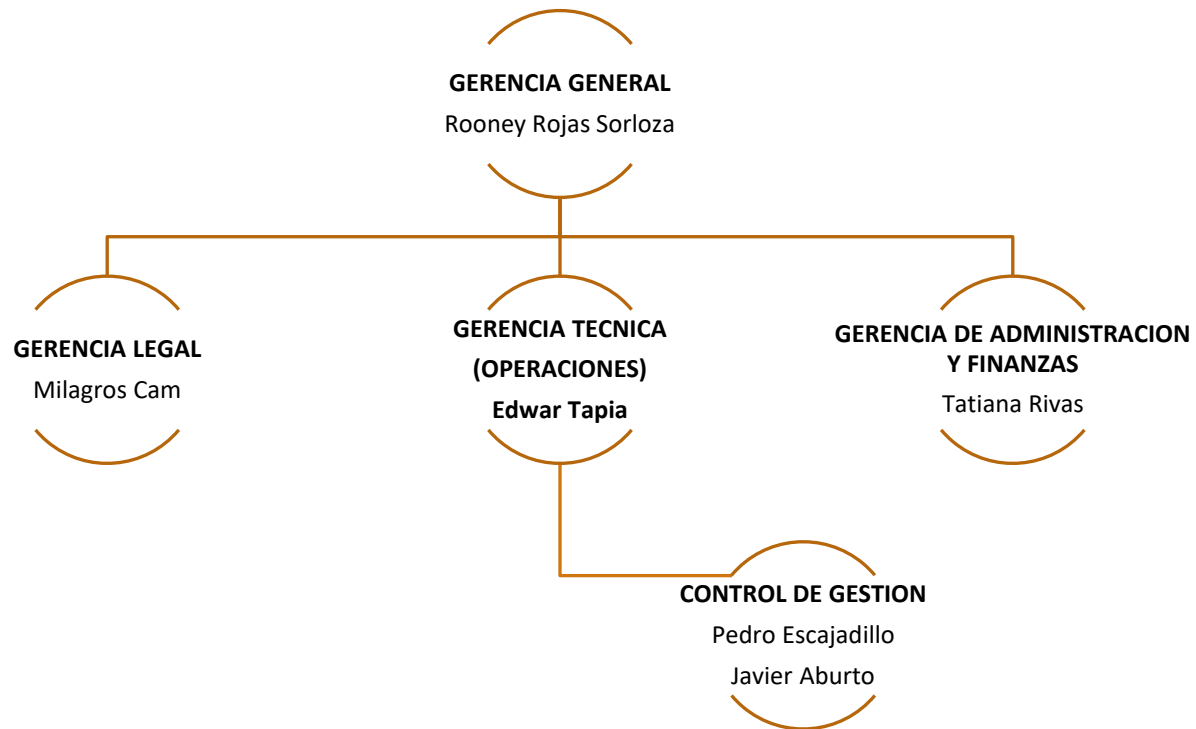 GERENCIA GENERAL
Rooney Rojas Sorloza
GERENCIA LEGAL
Milagros Cam
GERENCIA TECNICA
(OPERACIONES)
Edwar Tapia
GERENCIA DE ADMINISTRACION
Y FINANZAS
Tatiana Rivas
CONTROL DE GESTION
Pedro Escajadillo
Javier Aburto